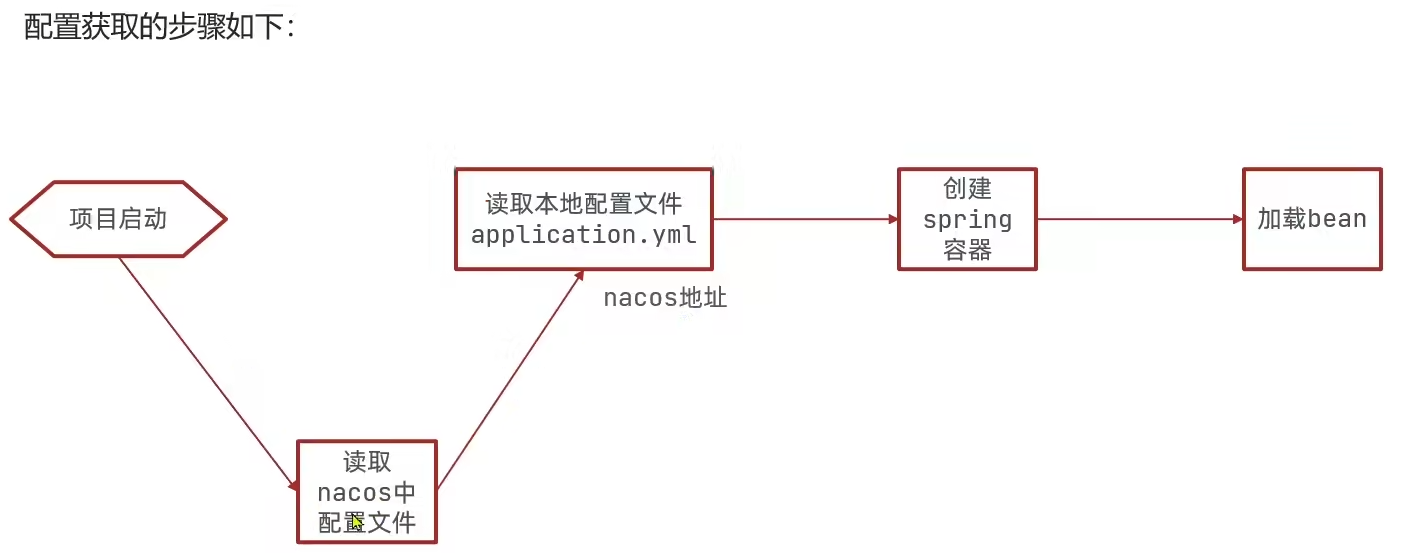 配置获取的步骤如下：
项目启动
读取
nacos中
配置文件
读取本地配置文件
application.yml
nacos地址
创建
spring
容器
加载bean